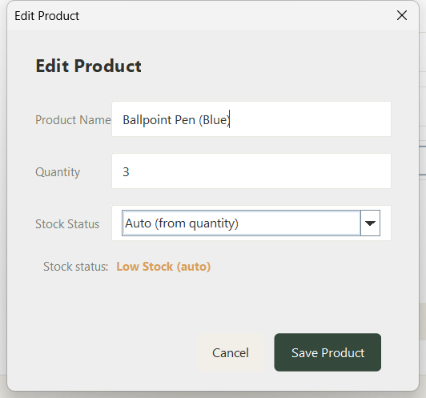 Edit Product
Edit Product
Product Name Ballpoint Pen (Blue)
Quantity 3
Stock Status Auto (from quantity)
Stock status: Low Stock (auto)
Cancel Save Product